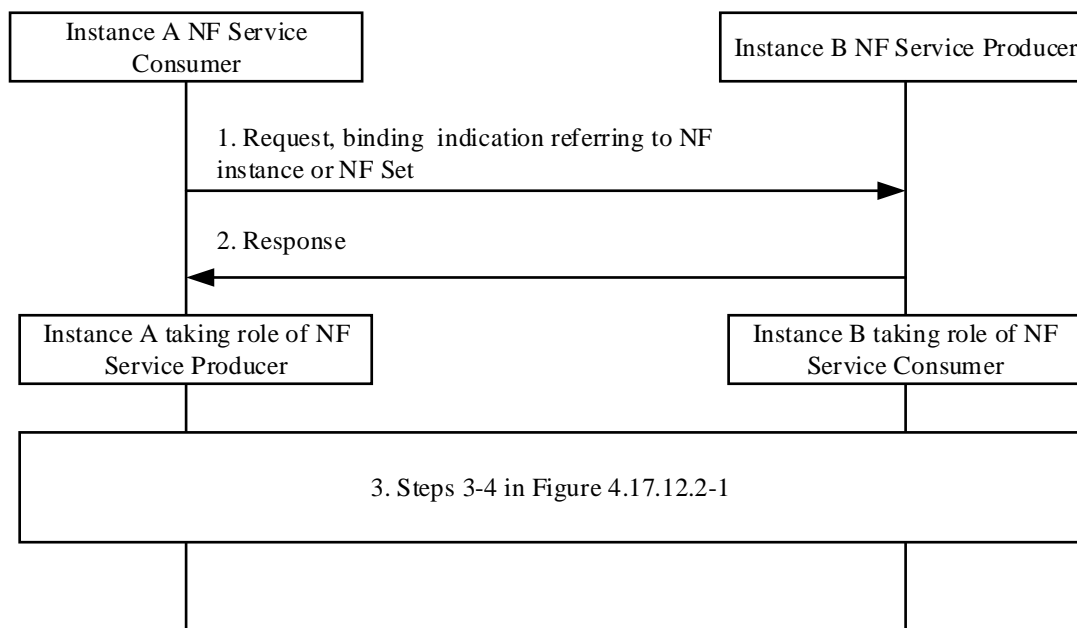 Instance A NF Service
Consumer
Instance B NF Service Producer
1. Request, binding indication referring to NF
instance or NF Set
2. Response
Instance A taking role of NF
Service Producer
Instance B taking role of NF
Service Consumer
3. Steps 3-4 in Figure 4.17.12.2-1